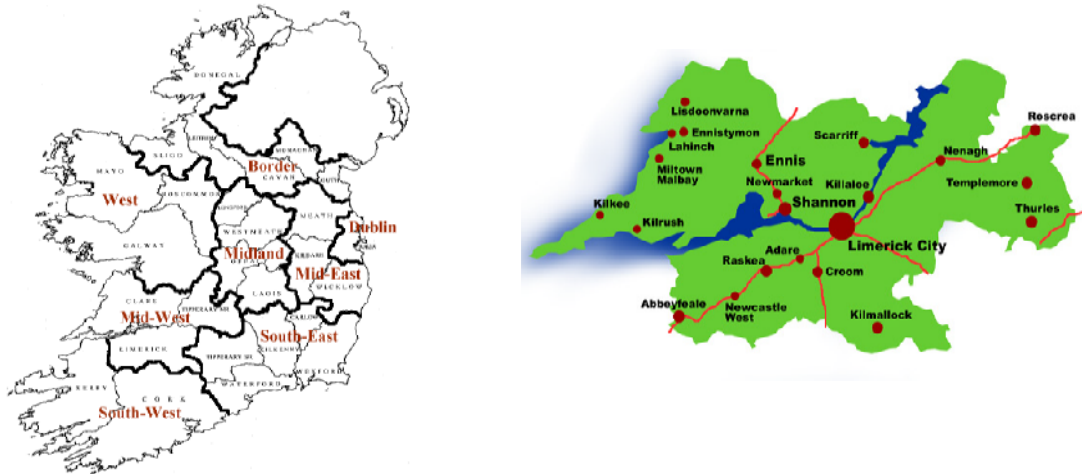 DONEGAL
LEITRIM
MONAGHAN
SLIGO
Border
CAVAN
LOUTH
MAYO
ROSCOMMON
West
LONGFORD
MEATH
Dublin
WESTMEATH
GALWAY
Midland
OFFALY
KILDARE
Mid-East
WICKLOW
LAOIS
CLARE
TIPPERARY NR
Mid-West
CARLOW
South-East
LIMERICK
TIPPERARY SR
KILKENNY
WEXFORD
WATERFORD
KERRY
CORK
South-West
Lisdoonvarna
Roscrea
Ennistymon
Scarriff
Lahinch
Nenagh
Ennis
Miltown
Malbay
Newmarket
Killaloe
Templemore
Shannon
Kilkee
Thurles
Kilrush
Limerick City
Adare
Raskea
Croom
Abbeyfeale
Newcastle
West
Kilmallock